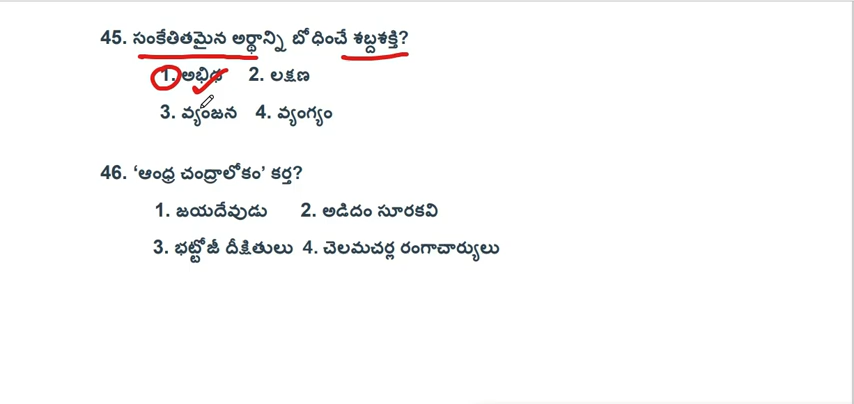 45. సంకేతితమైన అర్థాన్ని బోధించే శబ్దశక్తి?
1. అభిధ 2. లక్షణ
3. వ్యంజన 4. వ్యంగ్యం
46. ‘ఆంధ్ర చంద్రాలోకం’ కర్త?
1. జయదేవుడు 2. అడిదం సూరకవి
3. భట్టోజీ దీక్షితులు 4. చెలమచర్ల రంగాచార్యులు